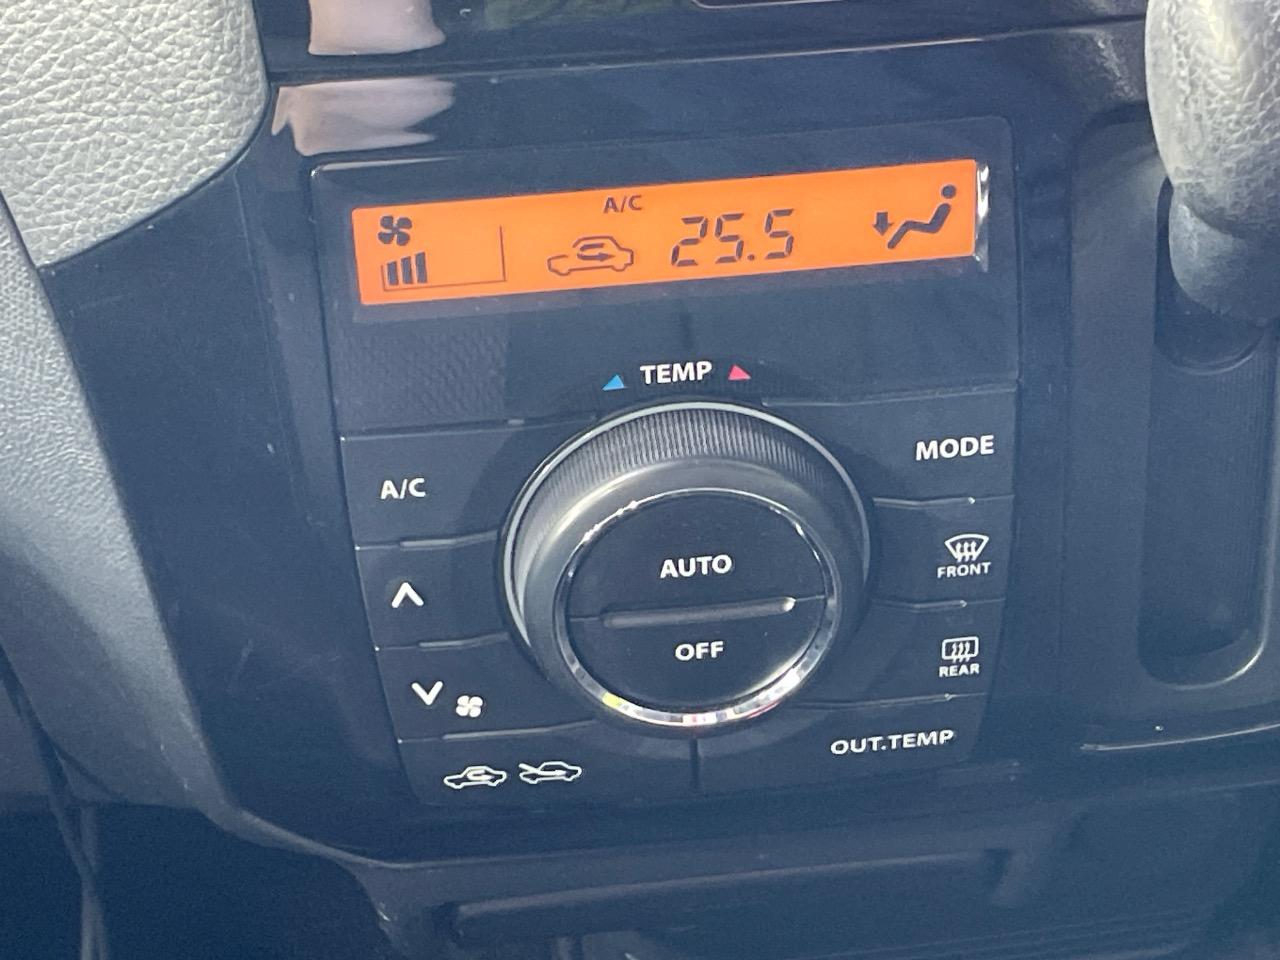 A/C
25.5
TEMP
A/C
MODE
AUTO
FRONT
OFF
REAR
OUT.TEMP